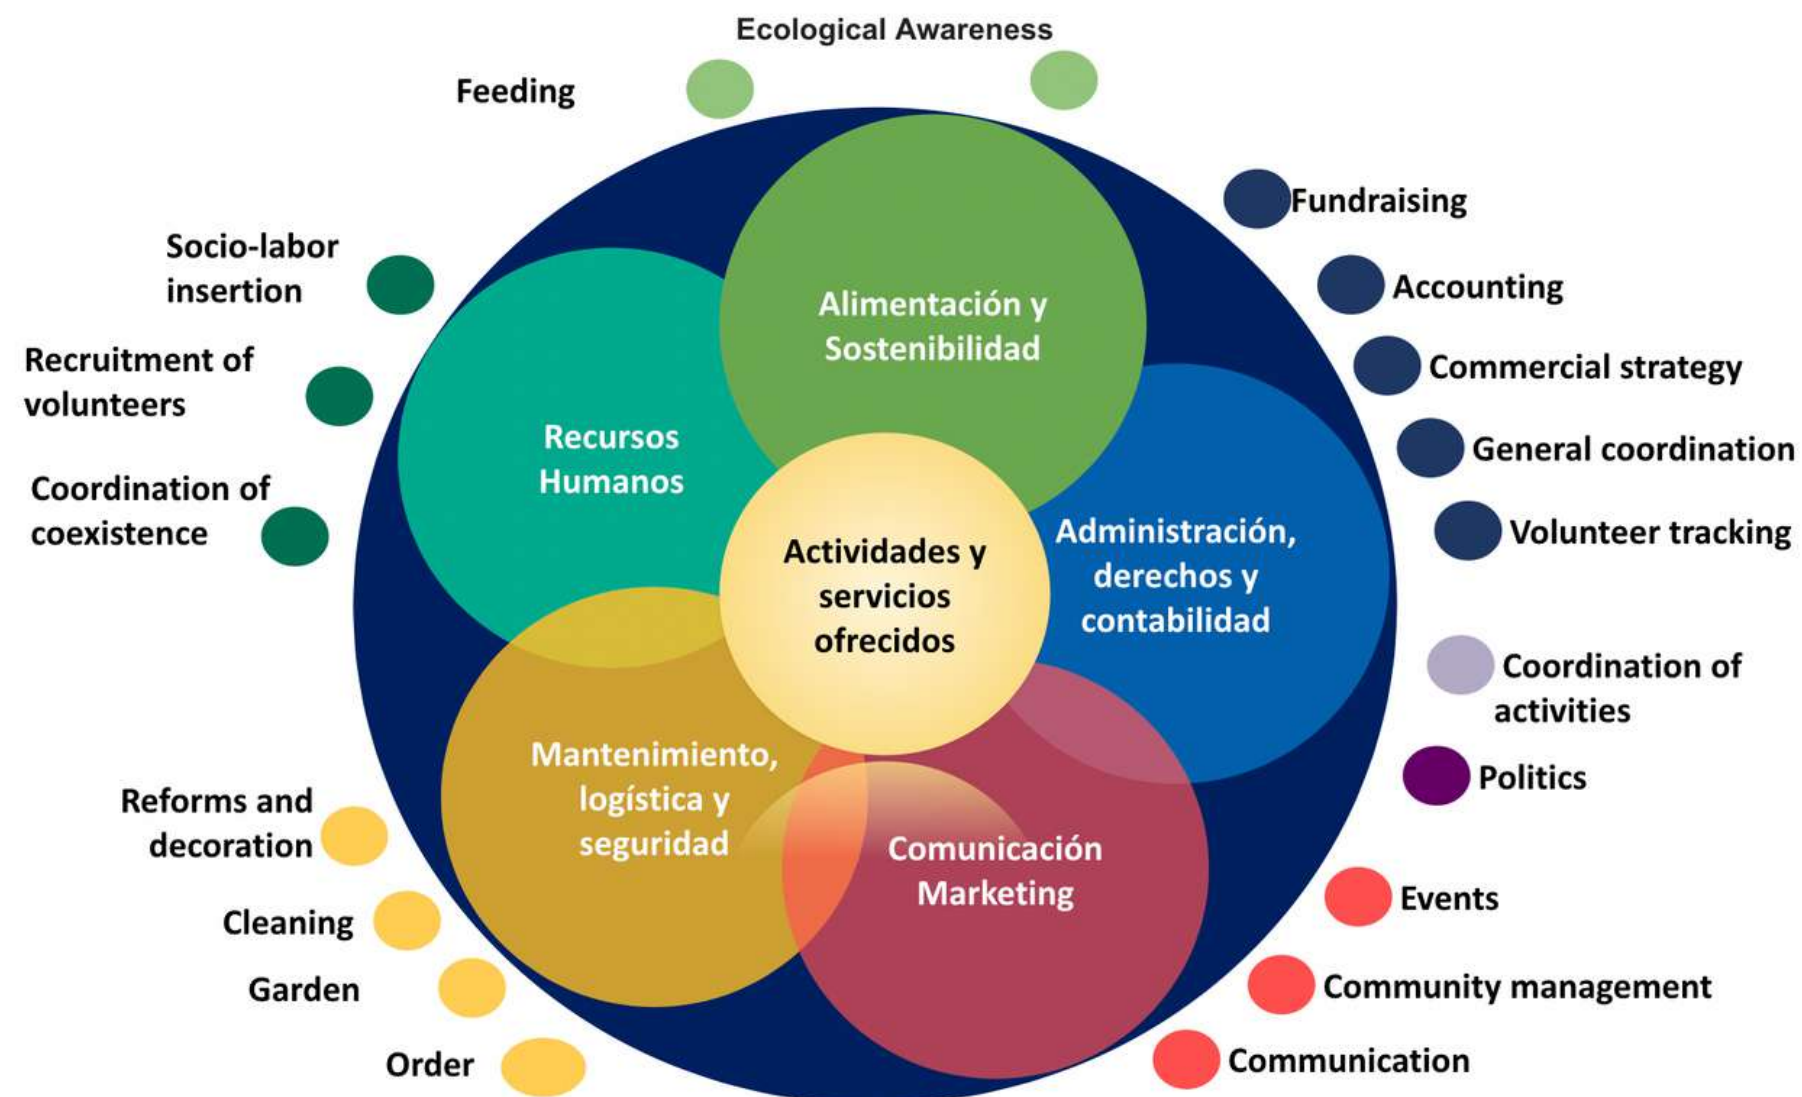 Ecological Awareness
Feeding
Fundraising
Socio-labor
insertion
Accounting
Alimentación y
Sostenibilidad
Recruitment of
volunteers
Commercial strategy
Recursos
Humanos
General coordination
Coordination of
coexistence
Administración,
derechos y
contabilidad
Volunteer tracking
Actividades y
servicios
ofrecidos
Coordination of
activities
Mantenimiento,
logística y
seguridad
Politics
Reforms and
decoration
Comunicación
Marketing
Events
Cleaning
Garden
Community management
Order
Communication